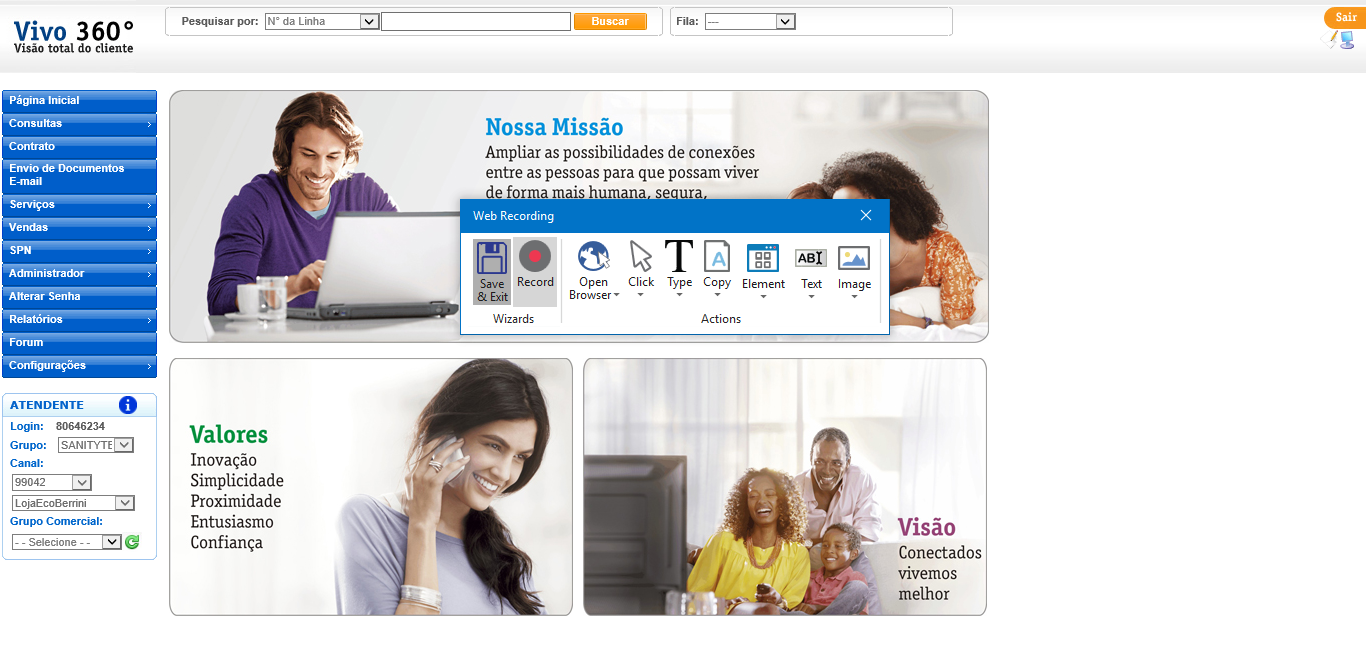 Vivo 360°
Visão total do cliente
Pesquisar por: N° da Linha Buscar Fila: ---
Sair
Página Inicial
Consultas
Contrato
Envio de Documentos
E-mail
Serviços
Vendas
SPN
Administrador
Alterar Senha
Relatórios
Forum
Configurações
ATENDENTE
Login: 80646234
Grupo: SANITYTE
Canal:
99042
LojaEcoBerrini
Grupo Comercial:
- - Selecione - -
Nossa Missão
Ampliar as possibilidades de conexões
entre as pessoas para que possam viver
de forma mais humana, segura,
Web Recording
Save
& Exit
Record
Wizards
Open
Browser
Click
Type
Copy
Element
Text
Image
Actions
Valores
Inovação
Simplicidade
Proximidade
Entusiasmo
Confiança
Visão
Conectados
vivemos
melhor